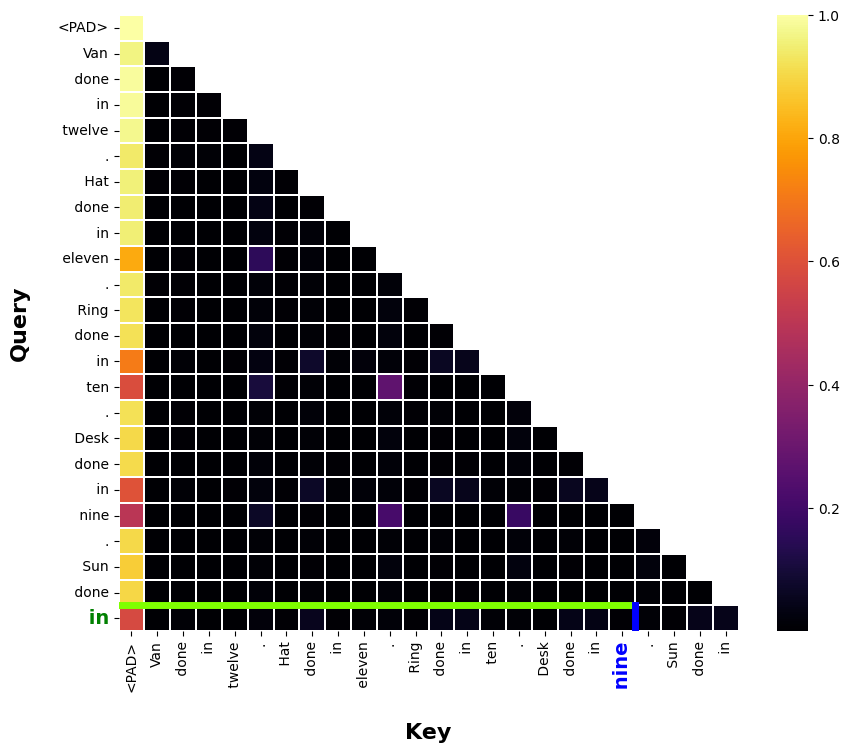 <PAD>
Van
done
in
twelve
.
Hat
done
in
eleven
.
Ring
done
in
ten
.
Desk
done
in
nine
.
Sun
done
in
Query
<PAD>
Van
done
in
twelve
.
Hat
done
in
eleven
.
Ring
done
in
ten
.
Desk
done
in
nine
.
Sun
done
in
Key
1.0
0.8
0.6
0.4
0.2